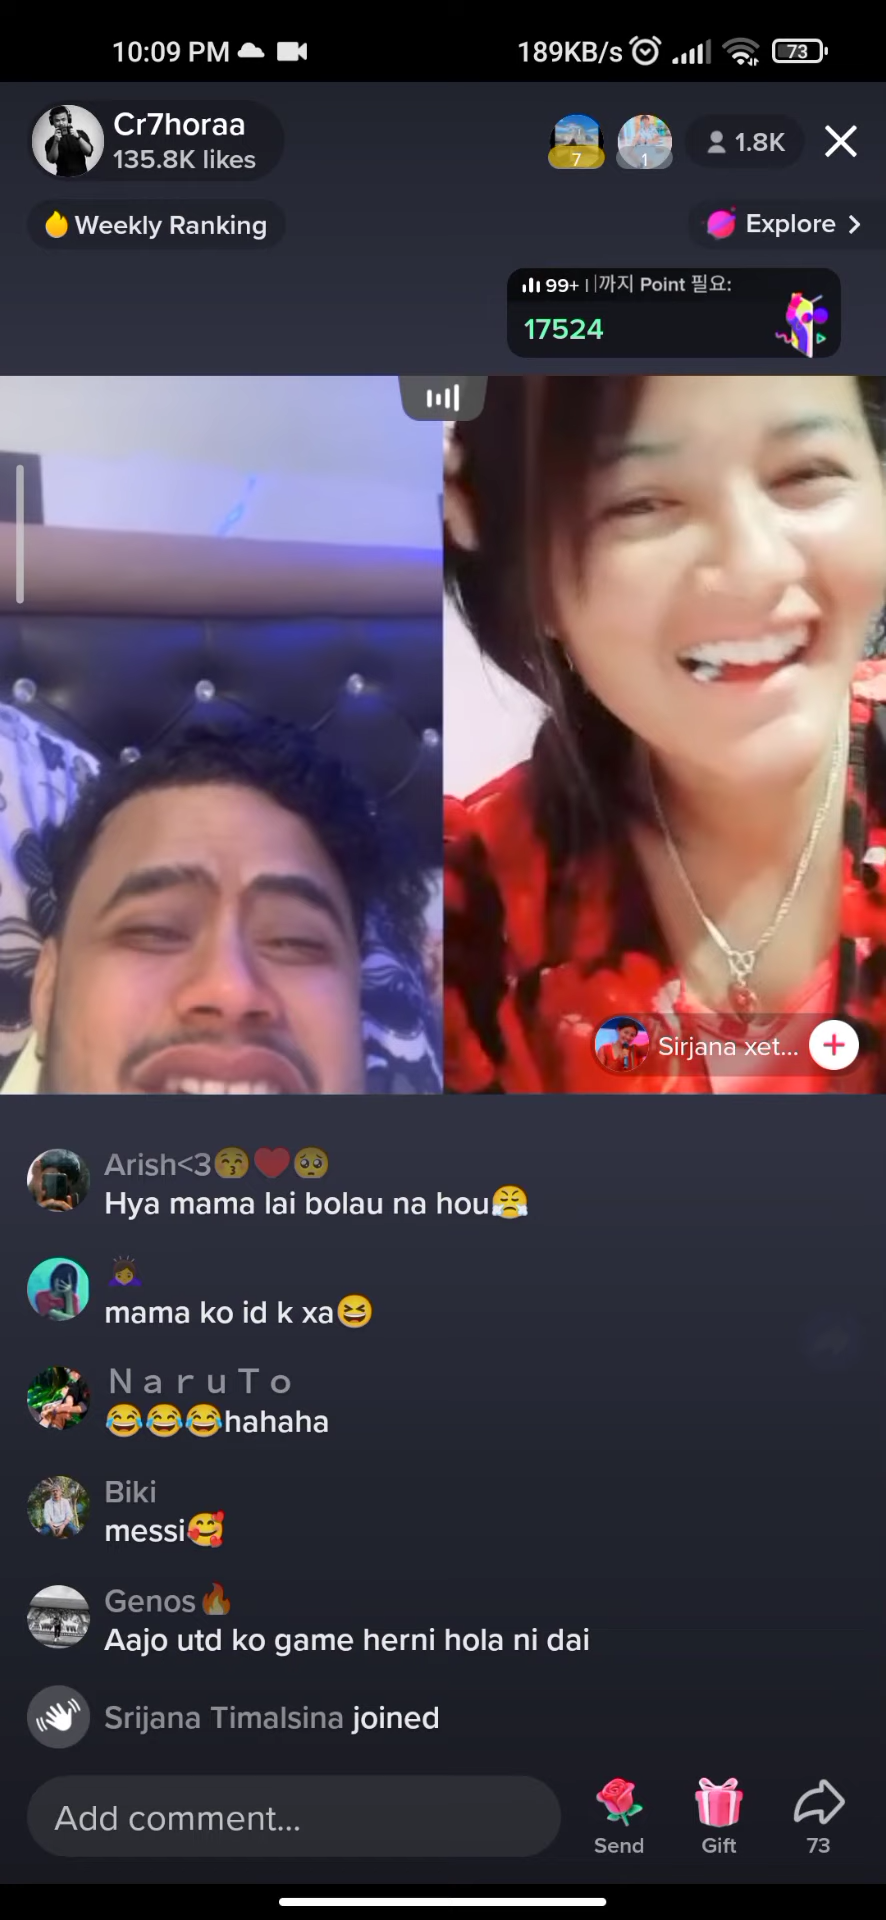 10:09 PM
189KB/s
73
Cr7horaa
135.8K likes
7
1
1.8K
Weekly Ranking
Explore
99+
까지 Point 필요:
17524
Sirjana xet...
Arish<3😚❤️🥺
Hya mama lai bolau na hou😤
🙇🏾‍♀️
mama ko id k xa😆
NaruTo
😂😂😂hahaha
Biki
messi🥰
Genos🔥
Aajo utd ko game herni hola ni dai
Srijana Timalsina joined
Add comment...
Send
Gift
73